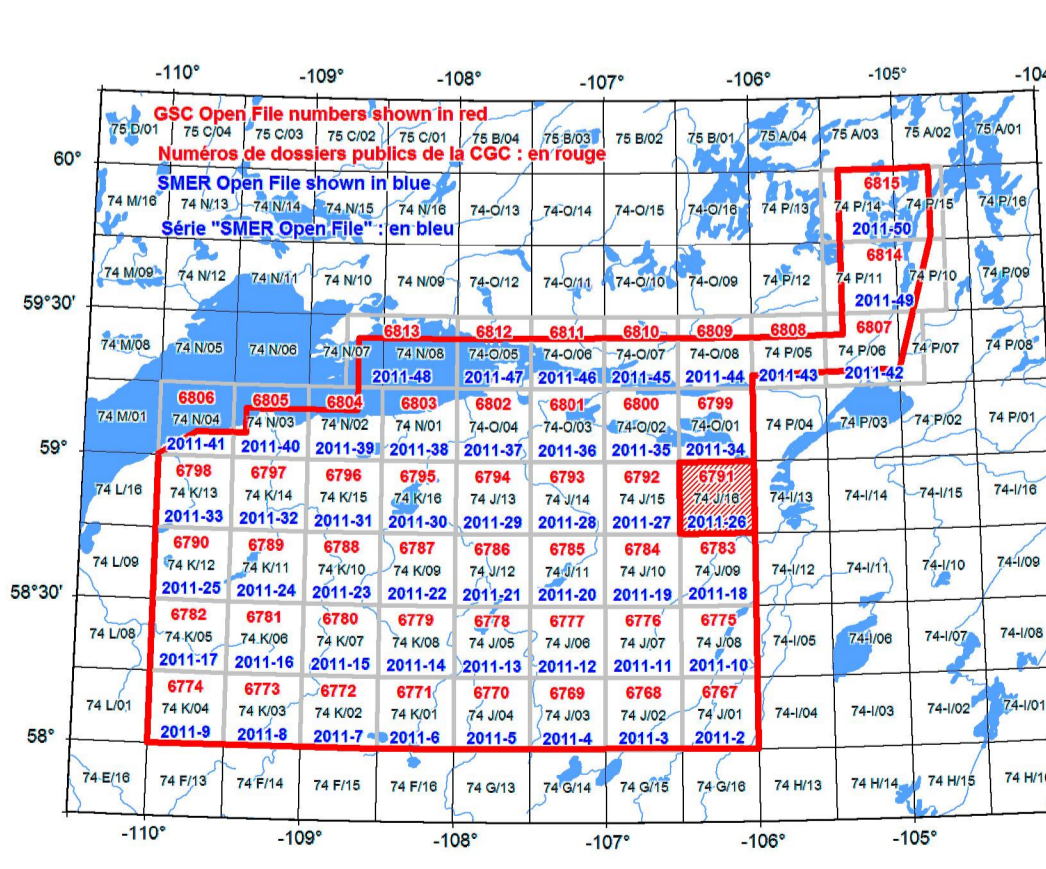 -110° -109° -108° -107° -106° -105° -104
GSC Open File numbers shown in red
75 D/01 75 C/04 75 C/03 75 C/02 75 C/01 75 B/04 75 B/03 75 B/02 75 B/01 75 A/04 75 A/03 75 A/02 75 A/01
Numéros de dossiers publics de la CGC : en rouge
60°
SMER Open File shown in blue
6815
74 M/16 74 N/13 74 N/14 74 N/15 74 N/16 74-O/13 74-O/14 74-O/15 74-O/16 74 P/13 74 P/14 74 P/15 74 P/16
Série "SMER Open File" : en bleu
2011-50
6814
74 M/09 74 N/12 74 N/11 74 N/10 74 N/09 74-O/12 74-O/11 74-O/10 74-O/09 74 P/12 74 P/11 74 P/10 74 P/09
2011-49
59°30'
6813 6812 6811 6810 6809 6808 6807
74 M/08 74 N/05 74 N/06 74 N/07 74 N/08 74-O/05 74-O/06 74-O/07 74-O/08 74 P/05 74 P/06 74 P/07 74 P/08
2011-48 2011-47 2011-46 2011-45 2011-44 2011-43 2011-42
6806 6805 6804 6803 6802 6801 6800 6799
74 M/01 74 N/04 74 N/03 74 N/02 74 N/01 74-O/04 74-O/03 74-O/02 74-O/01 74 P/04 74 P/03 74 P/02 74 P/01
2011-41 2011-40 2011-39 2011-38 2011-37 2011-36 2011-35 2011-34
59°
6798 6797 6796 6795 6794 6793 6792 6791
74 L/16 74 K/13 74 K/14 74 K/15 74 K/16 74 J/13 74 J/14 74 J/15 74 J/16 74-I/13 74-I/14 74-I/15 74-I/16
2011-33 2011-32 2011-31 2011-30 2011-29 2011-28 2011-27 2011-26
6790 6789 6788 6787 6786 6785 6784 6783
74 L/09 74 K/12 74 K/11 74 K/10 74 K/09 74 J/12 74 J/11 74 J/10 74 J/09 74-I/12 74-I/11 74-I/10 74-I/09
2011-25 2011-24 2011-23 2011-22 2011-21 2011-20 2011-19 2011-18
58°30'
6782 6781 6780 6779 6778 6777 6776 6775
74 L/08 74 K/05 74 K/06 74 K/07 74 K/08 74 J/05 74 J/06 74 J/07 74 J/08 74-I/05 74-I/06 74-I/07 74-I/08
2011-17 2011-16 2011-15 2011-14 2011-13 2011-12 2011-11 2011-10
6774 6773 6772 6771 6770 6769 6768 6767
74 L/01 74 K/04 74 K/03 74 K/02 74 K/01 74 J/04 74 J/03 74 J/02 74 J/01 74-I/04 74-I/03 74-I/02 74-I/01
2011-9 2011-8 2011-7 2011-6 2011-5 2011-4 2011-3 2011-2
58°
74-E/16 74 F/13 74 F/14 74 F/15 74 F/16 74 G/13 74 G/14 74 G/15 74 G/16 74 H/13 74 H/14 74 H/15 74 H/1
-110° -109° -108° -107° -106° -105°